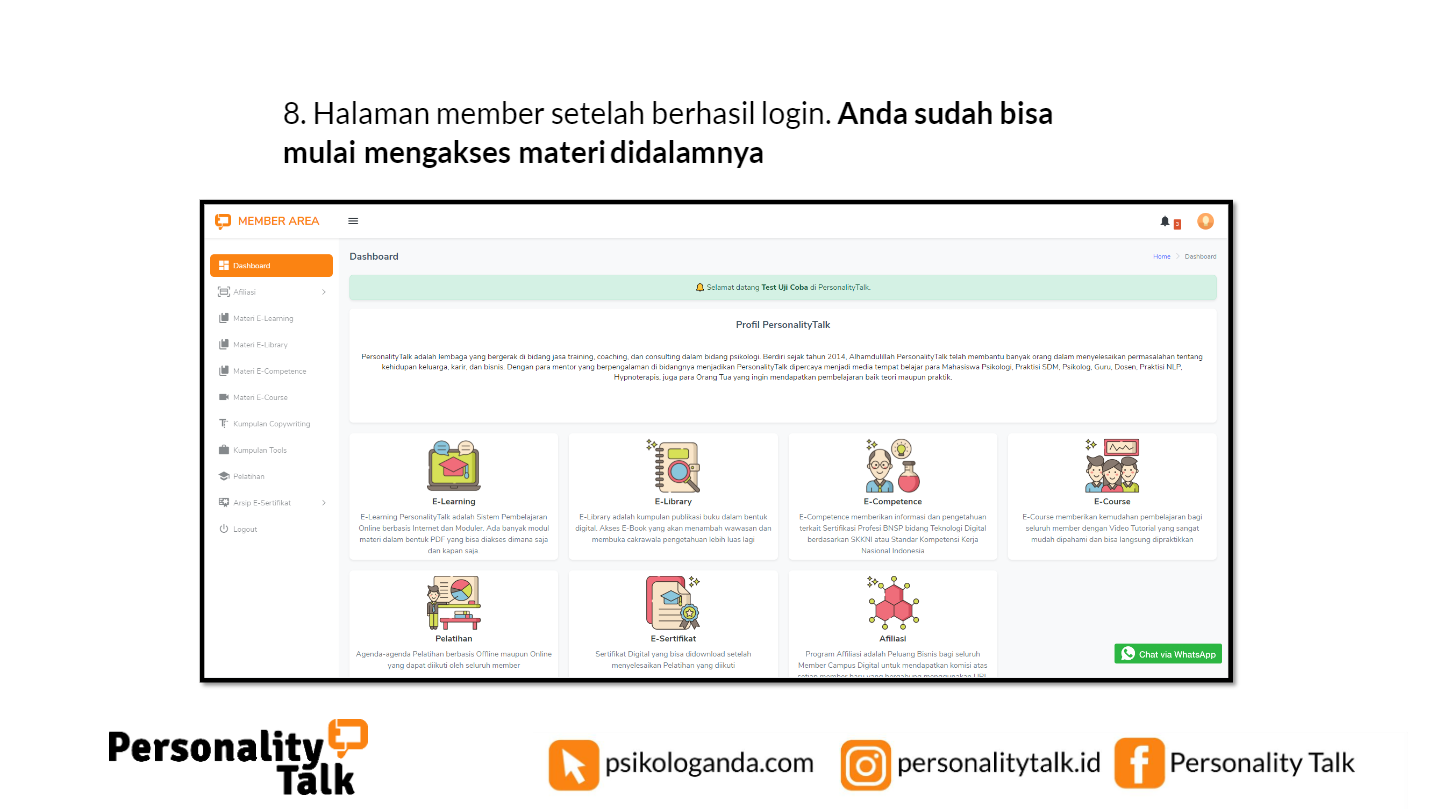 8. Halaman member setelah berhasil login. Anda sudah bisa
mulai mengakses materi didalamnya
MEMBER AREA
Dashboard
Afiliasi
Materi E-Learning
Materi E-Library
Materi E-Competence
Materi E-Course
Kumpulan Copywriting
Kumpulan Tools
Pelatihan
Arsip E-Sertifikat
Logout
Dashboard
Home > Dashboard
Selamat datang Test Uji Coba di PersonalityTalk.
Profil PersonalityTalk
PersonalityTalk adalah lembaga yang bergerak di bidang jasa training, coaching, dan consulting dalam bidang psikologi. Berdiri sejak tahun 2014, Alhamdulillah PersonalityTalk telah membantu banyak orang dalam menyelesaikan permasalahan tentang
kehidupan keluarga, karir, dan bisnis. Dengan para mentor yang berpengalaman di bidangnya menjadikan PersonalityTalk dipercaya menjadi media tempat belajar para Mahasiswa Psikologi, Praktisi SDM, Psikolog, Guru, Dosen, Praktisi NLP,
Hypnoterapis, juga para Orang Tua yang ingin mendapatkan pembelajaran baik teori maupun praktik.
E-Learning
E-Learning PersonalityTalk adalah Sistem Pembelajaran
Online berbasis Internet dan Moduler. Ada banyak modul
materi dalam bentuk PDF yang bisa diakses dimana saja
dan kapan saja
E-Library
E-Library adalah kumpulan publikasi buku dalam bentuk
digital. Akses E-Book yang akan menambah wawasan dan
membuka cakrawala pengetahuan lebih luas lagi
E-Competence
E-Competence memberikan informasi dan pengetahuan
terkait Sertifikasi Profesi BNSP bidang Teknologi Digital
berdasarkan SKKNI atau Standar Kompetensi Kerja
Nasional Indonesia
E-Course
E-Course memberikan kemudahan pembelajaran bagi
seluruh member dengan Video Tutorial yang sangat
mudah dipahami dan bisa langsung dipraktikkan
Pelatihan
Agenda-agenda Pelatihan berbasis Offline maupun Online
yang dapat diikuti oleh seluruh member
E-Sertifikat
Sertifikat Digital yang bisa didownload setelah
menyelesaikan Pelatihan yang diikuti
Afiliasi
Program Affiliasi adalah Peluang Bisnis bagi seluruh
Member Campus Digital untuk mendapatkan komisi atas
setiap member baru yang bergabung menggunakan URL
Chat via WhatsApp
Personality
Talk
psikologanda.com
personalitytalk.id
Personality Talk